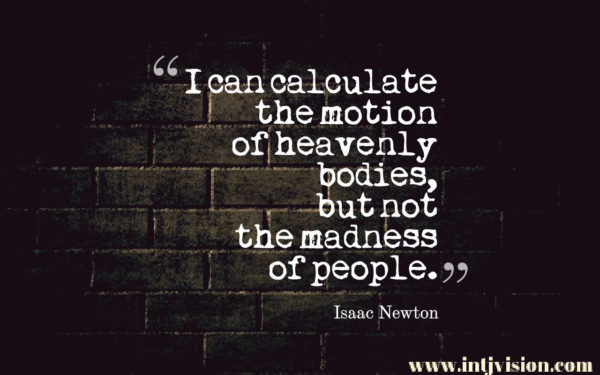 “I can calculate
the motion
of heavenly
bodies,
but not
the madness
of people.”
Isaac Newton
www.intjvision.com